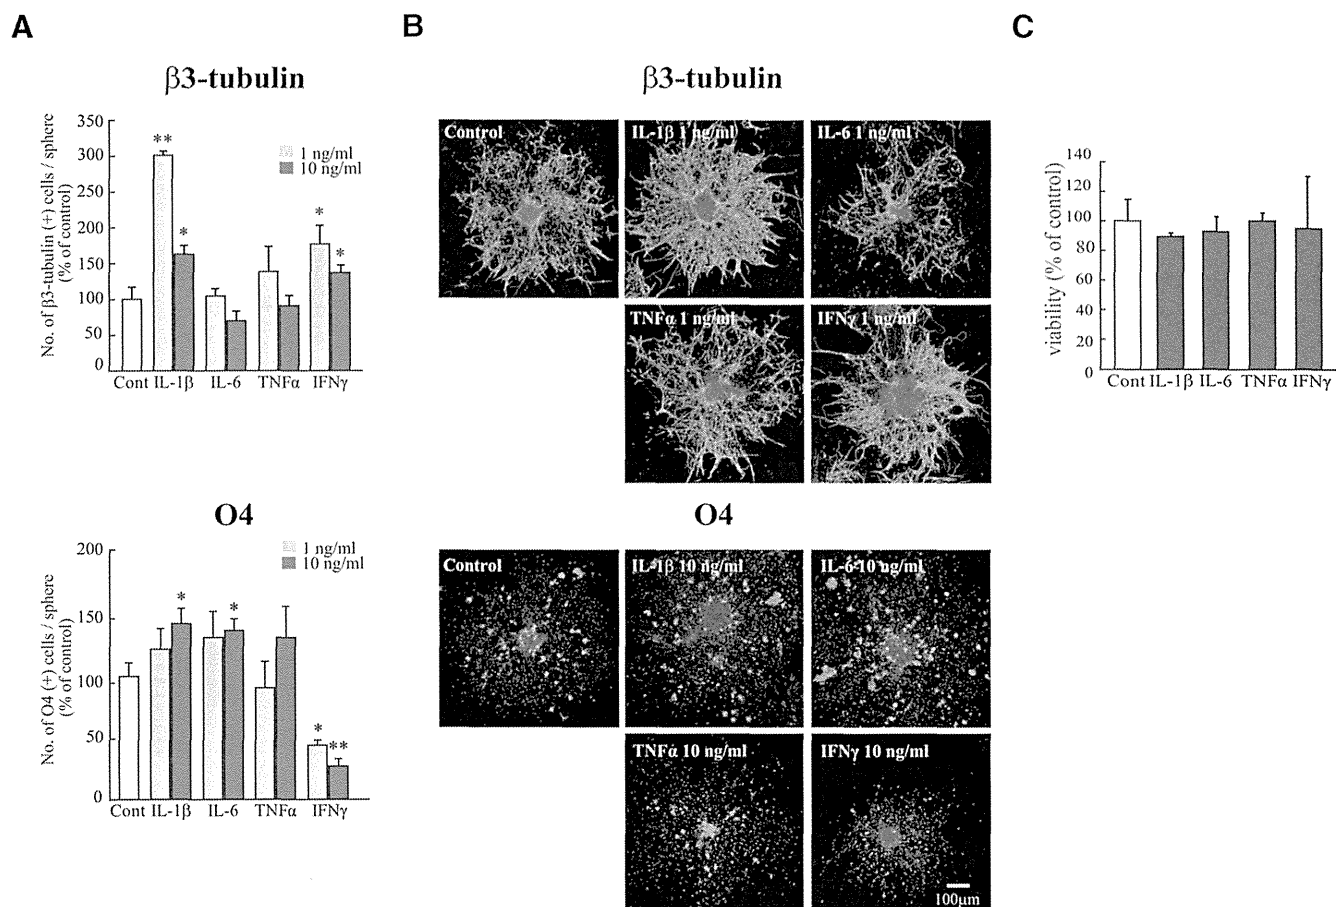 A
β3-tubulin
No. of β3-tubulin (+) cells / sphere
(% of control)
350
300
250
200
150
100
50
0
**
*
*
*
1 ng/ml
10 ng/ml
Cont IL-1β IL-6 TNFα IFNγ
O4
No. of O4 (+) cells / sphere
(% of control)
200
150
100
50
0
*
*
*
**
1 ng/ml
10 ng/ml
Cont IL-1β IL-6 TNFα IFNγ
B
β3-tubulin
Control
IL-1β 1 ng/ml
IL-6 1 ng/ml
TNFα 1 ng/ml
IFNγ 1 ng/ml
O4
Control
IL-1β 10 ng/ml
IL-6 10 ng/ml
TNFα 10 ng/ml
IFNγ 10 ng/ml
100μm
C
viability (% of control)
140
120
100
80
60
40
20
0
Cont IL-1β IL-6 TNFα IFNγ